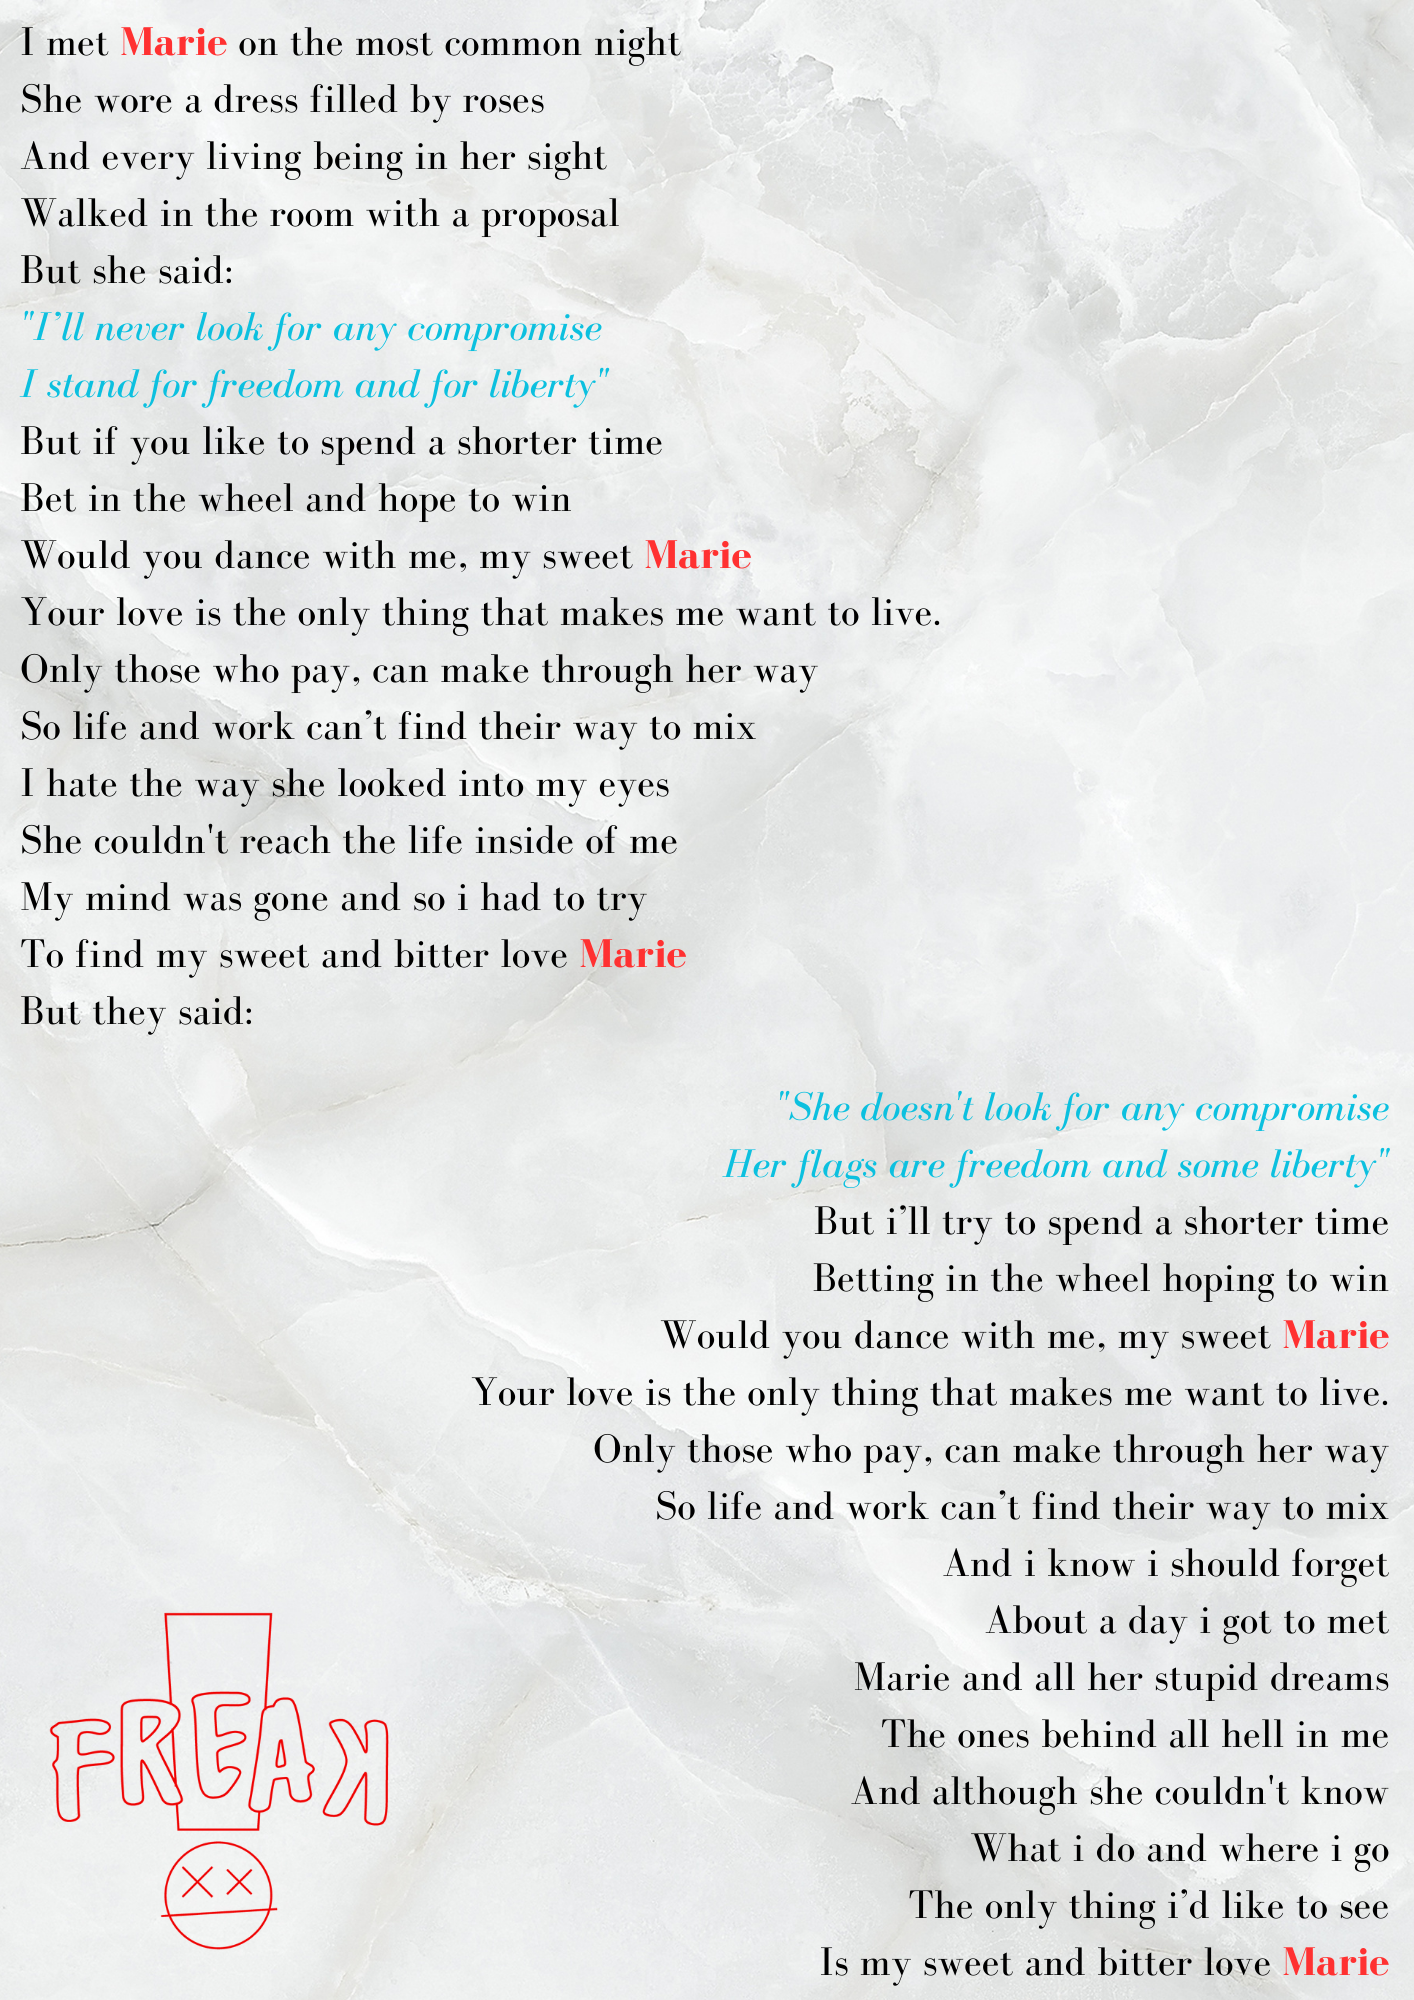 I met Marie on the most common night
She wore a dress filled by roses
And every living being in her sight
Walked in the room with a proposal
But she said:
"I’ll never look for any compromise
I stand for freedom and for liberty"
But if you like to spend a shorter time
Bet in the wheel and hope to win
Would you dance with me, my sweet Marie
Your love is the only thing that makes me want to live.
Only those who pay, can make through her way
So life and work can’t find their way to mix
I hate the way she looked into my eyes
She couldn't reach the life inside of me
My mind was gone and so i had to try
To find my sweet and bitter love Marie
But they said:
"She doesn't look for any compromise
Her flags are freedom and some liberty"
But i’ll try to spend a shorter time
Betting in the wheel hoping to win
Would you dance with me, my sweet Marie
Your love is the only thing that makes me want to live.
Only those who pay, can make through her way
So life and work can’t find their way to mix
And i know i should forget
About a day i got to met
Marie and all her stupid dreams
The ones behind all hell in me
And although she couldn't know
What i do and where i go
The only thing i’d like to see
Is my sweet and bitter love Marie
FREAK